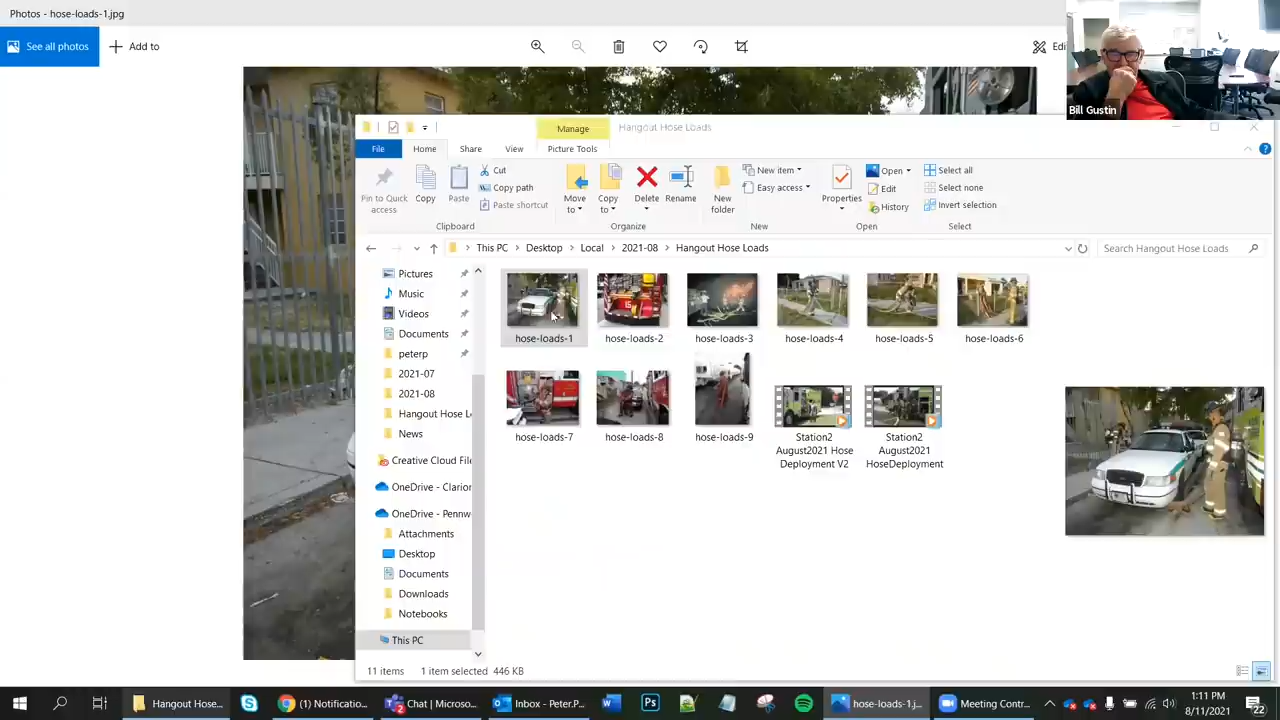 Photos - hose-loads-1.jpg
See all photos
Add to
Bill Gustin
Manage
Hangout Hose Loads
File
Home
Share
View
Picture Tools
Pin to Quick access
Copy
Paste
Cut
Copy path
Paste shortcut
Move to
Copy to
Delete
Rename
New folder
New item
Easy access
Properties
Open
Edit
History
Select all
Select none
Invert selection
Clipboard
Organize
New
Open
Select
This PC
Desktop
Local
2021-08
Hangout Hose Loads
Search Hangout Hose Loads
Pictures
Music
Videos
Documents
peterp
2021-07
2021-08
Hangout Hose L
News
Creative Cloud File
OneDrive - Clarion
OneDrive - Pennw
Attachments
Desktop
Documents
Downloads
Notebooks
This PC
hose-loads-1
hose-loads-2
hose-loads-3
hose-loads-4
hose-loads-5
hose-loads-6
hose-loads-7
hose-loads-8
hose-loads-9
Station2
August2021 Hose
Deployment V2
Station2
August2021
HoseDeployment
11 items
1 item selected 446 KB
Hangout Hose...
(1) Notificatio...
Chat | Microso...
Inbox - Peter.P...
hose-loads-1.j...
Meeting Contr...
1:11 PM
8/11/2021
22